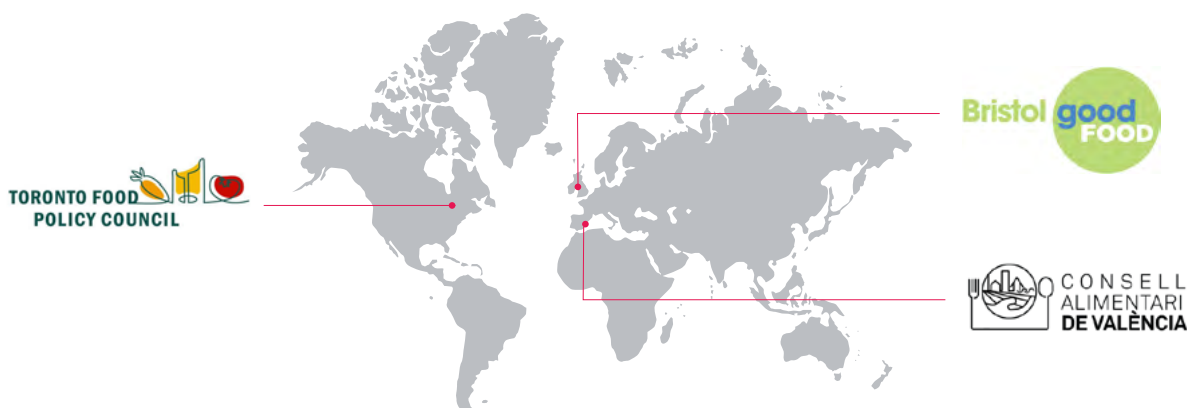 TORONTO FOOD
POLICY COUNCIL
Bristol good
FOOD
CONSELL
ALIMENTARI
DE VALÈNCIA